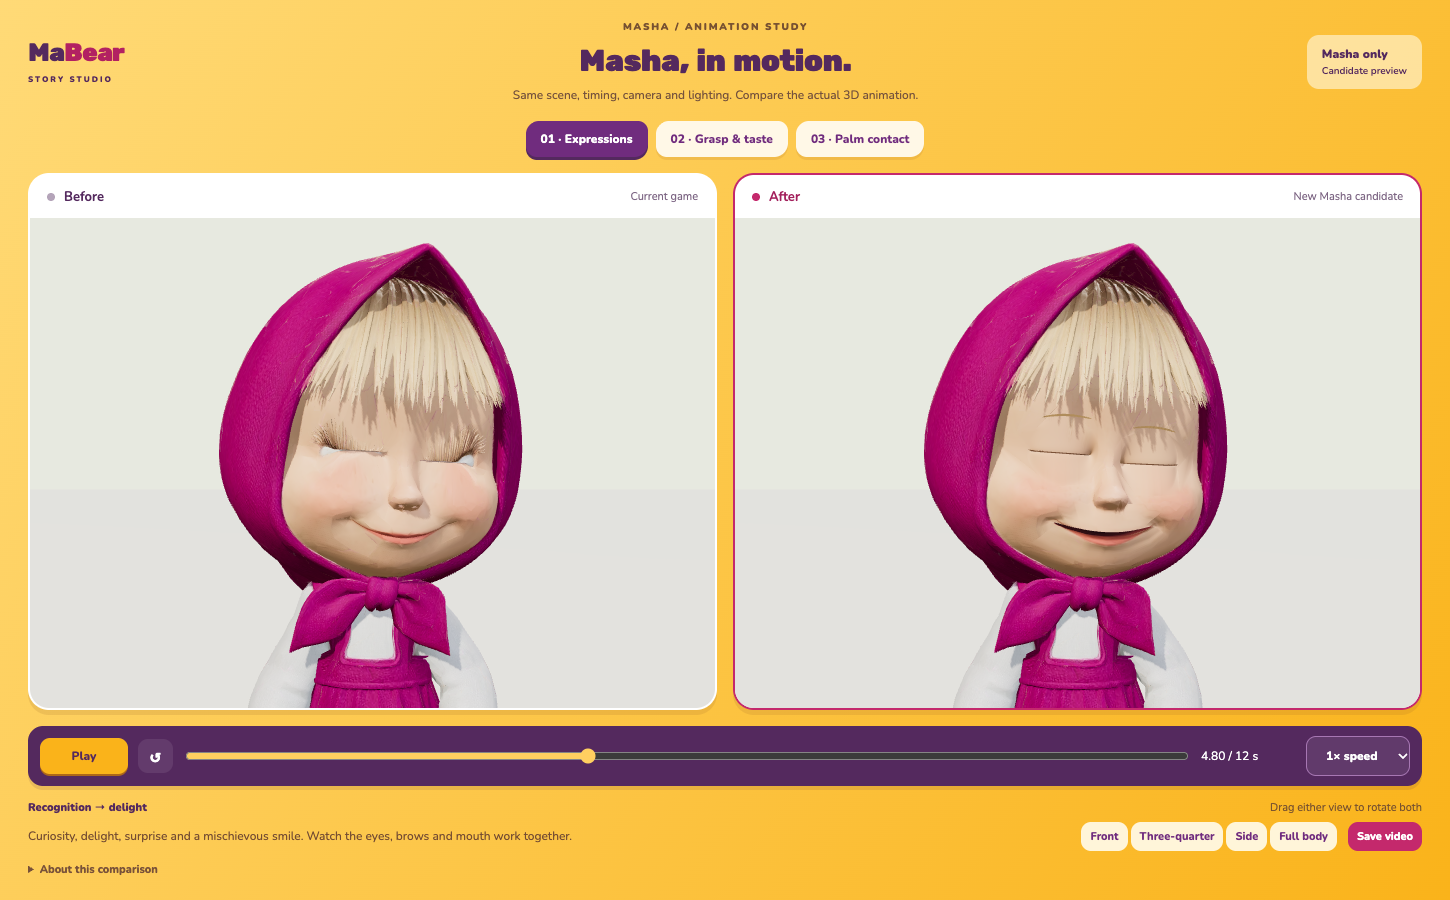 MASHA / ANIMATION STUDY
MaBear
STORY STUDIO
Masha, in motion.
Same scene, timing, camera and lighting. Compare the actual 3D animation.
Masha only
Candidate preview
01 · Expressions
02 · Grasp & taste
03 · Palm contact
Before
Current game
After
New Masha candidate
Play
↺
4.80 / 12 s
1× speed
Recognition → delight
Drag either view to rotate both
Curiosity, delight, surprise and a mischievous smile. Watch the eyes, brows and mouth work together.
Front
Three-quarter
Side
Full body
Save video
About this comparison